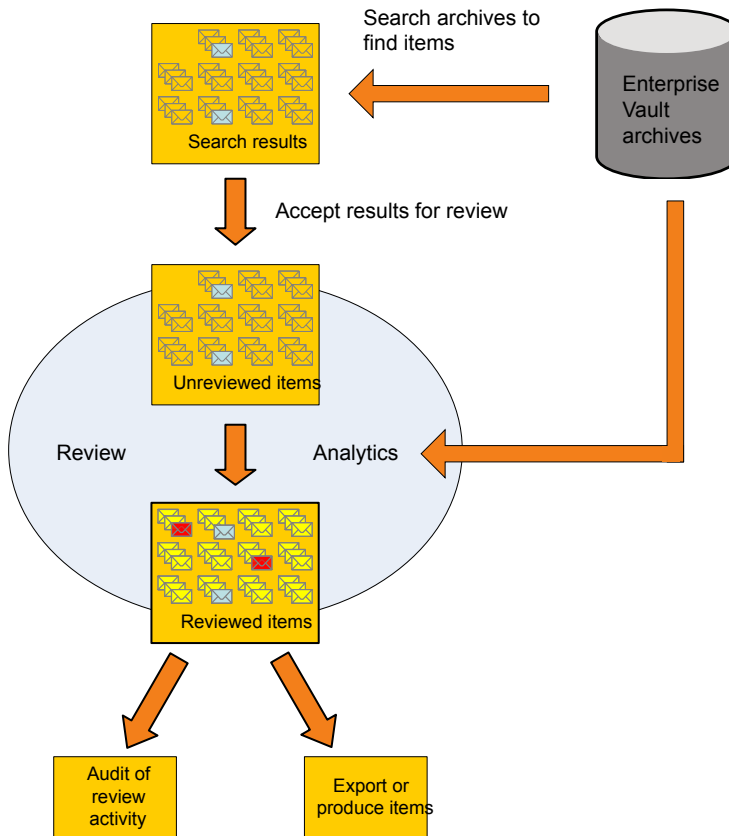 Search archives to
find items
Enterprise
Vault
archives
Search results
Accept results for review
Unreviewed items
Review
Analytics
Reviewed items
Audit of
review
activity
Export or
produce items